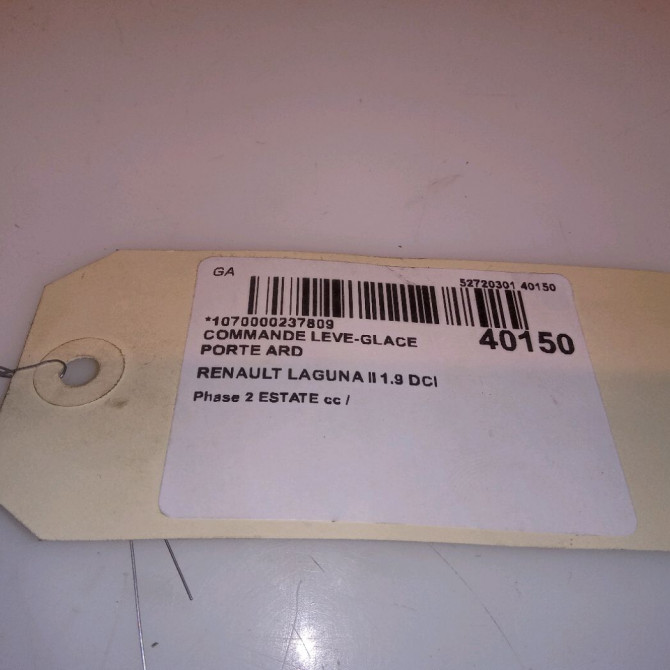 GA
52720301 40150
*1070000237809
40150
COMMANDE LEVE-GLACE
PORTE ARD
RENAULT LAGUNA II 1.9 DCI
Phase 2 ESTATE cc /